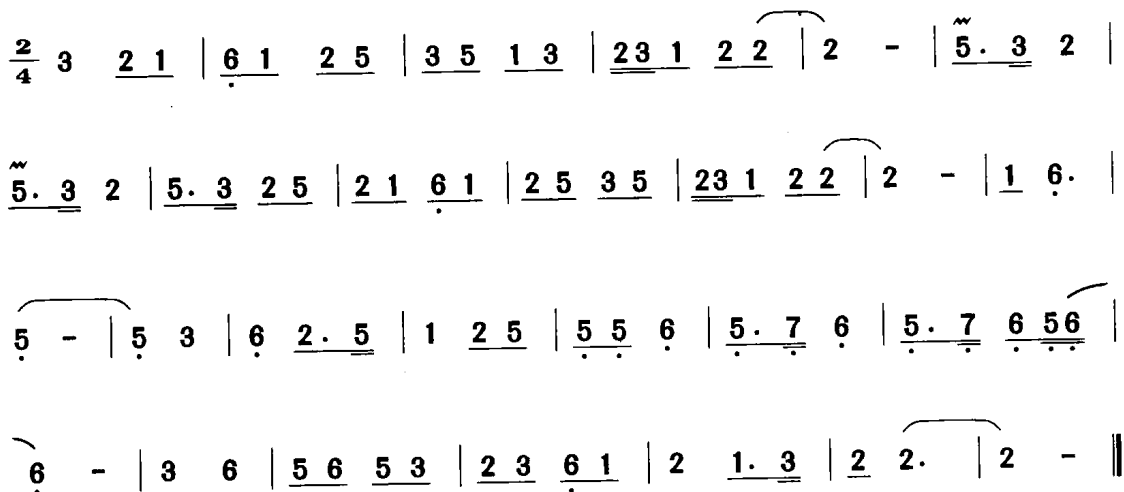 2/4 3 2 1 | 6̣ 1 2 5 | 3 5 1 3 | 23 1 2 2 | 2 - | 5. 3 2 |
5. 3 2 | 5. 3 2 5 | 2 1 6̣ 1 | 2 5 3 5 | 23 1 2 2 | 2 - | 1 6̣. |
5̣ - | 5̣ 3 | 6̣ 2. 5 | 1 2 5 | 5̣ 5̣ 6̣ | 5̣. 7̣ 6̣ | 5̣. 7̣ 6̣ 5̣6̣ |
6̣ - | 3 6 | 5 6 5 3 | 2 3 6̣ 1 | 2 1. 3 | 2 2. | 2 - ‖